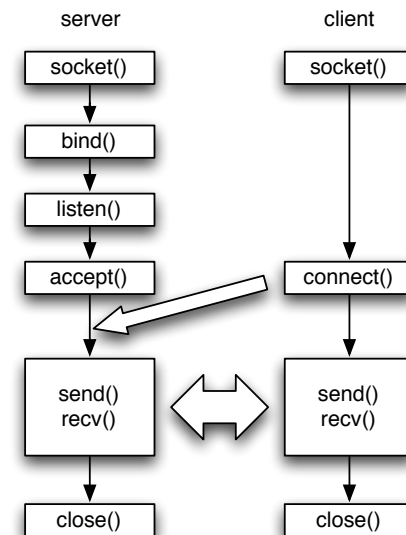 server
client
socket()
socket()
bind()
listen()
accept()
connect()
send()
recv()
send()
recv()
close()
close()